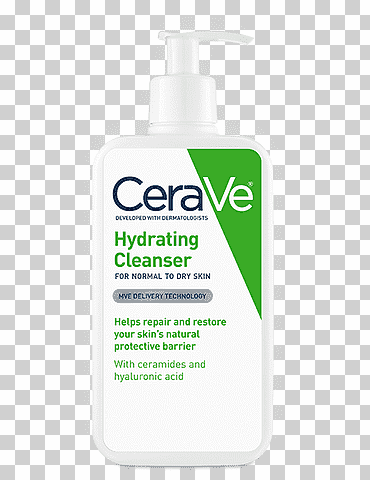 CeraVe®
DEVELOPED WITH DERMATOLOGISTS
Hydrating
Cleanser
FOR NORMAL TO DRY SKIN
MVE DELIVERY TECHNOLOGY
Helps repair and restore
your skin's natural
protective barrier
With ceramides and
hyaluronic acid